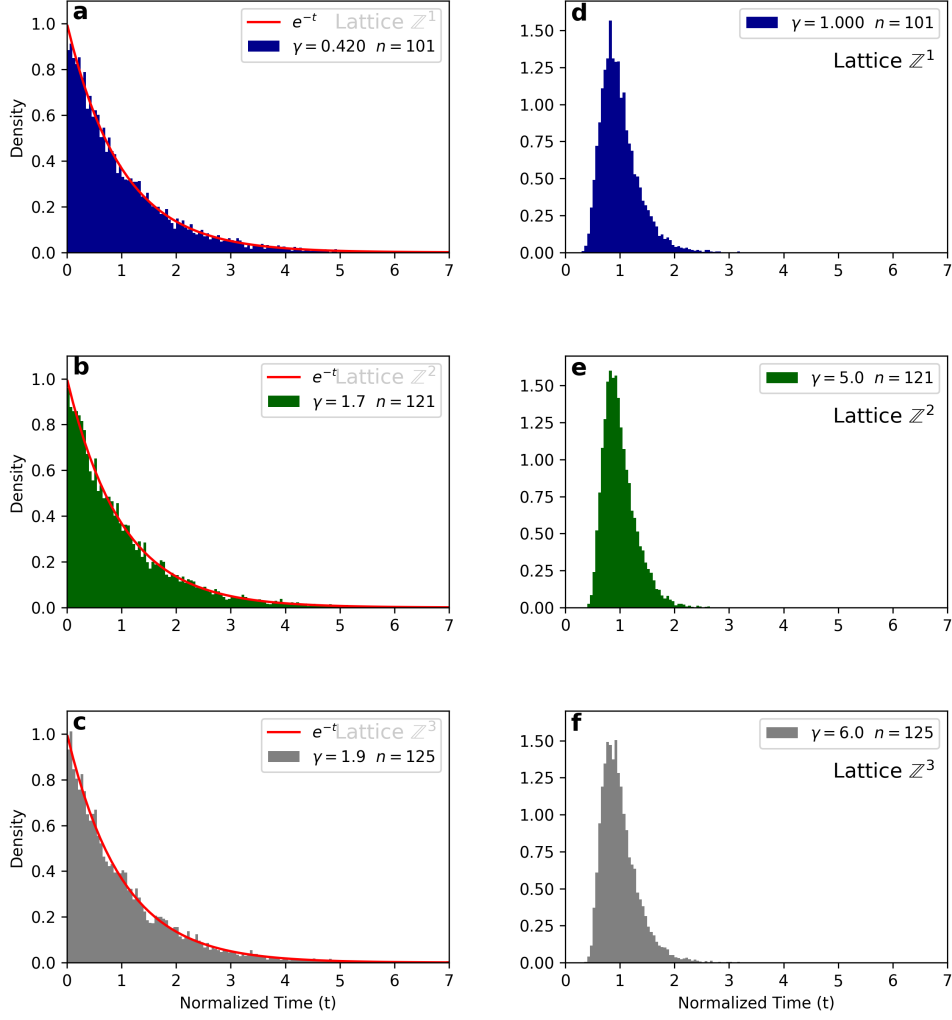 a
Lattice ℤ¹
e⁻ᵗ
γ = 0.420 n = 101
Density
1.0
0.8
0.6
0.4
0.2
0.0
0 1 2 3 4 5 6 7
d
γ = 1.000 n = 101
Lattice ℤ¹
1.50
1.25
1.00
0.75
0.50
0.25
0.00
0 1 2 3 4 5 6 7
b
Lattice ℤ²
e⁻ᵗ
γ = 1.7 n = 121
Density
1.0
0.8
0.6
0.4
0.2
0.0
0 1 2 3 4 5 6 7
e
γ = 5.0 n = 121
Lattice ℤ²
1.50
1.25
1.00
0.75
0.50
0.25
0.00
0 1 2 3 4 5 6 7
c
Lattice ℤ³
e⁻ᵗ
γ = 1.9 n = 125
Density
1.0
0.8
0.6
0.4
0.2
0.0
0 1 2 3 4 5 6 7
Normalized Time (t)
f
γ = 6.0 n = 125
Lattice ℤ³
1.50
1.25
1.00
0.75
0.50
0.25
0.00
0 1 2 3 4 5 6 7
Normalized Time (t)